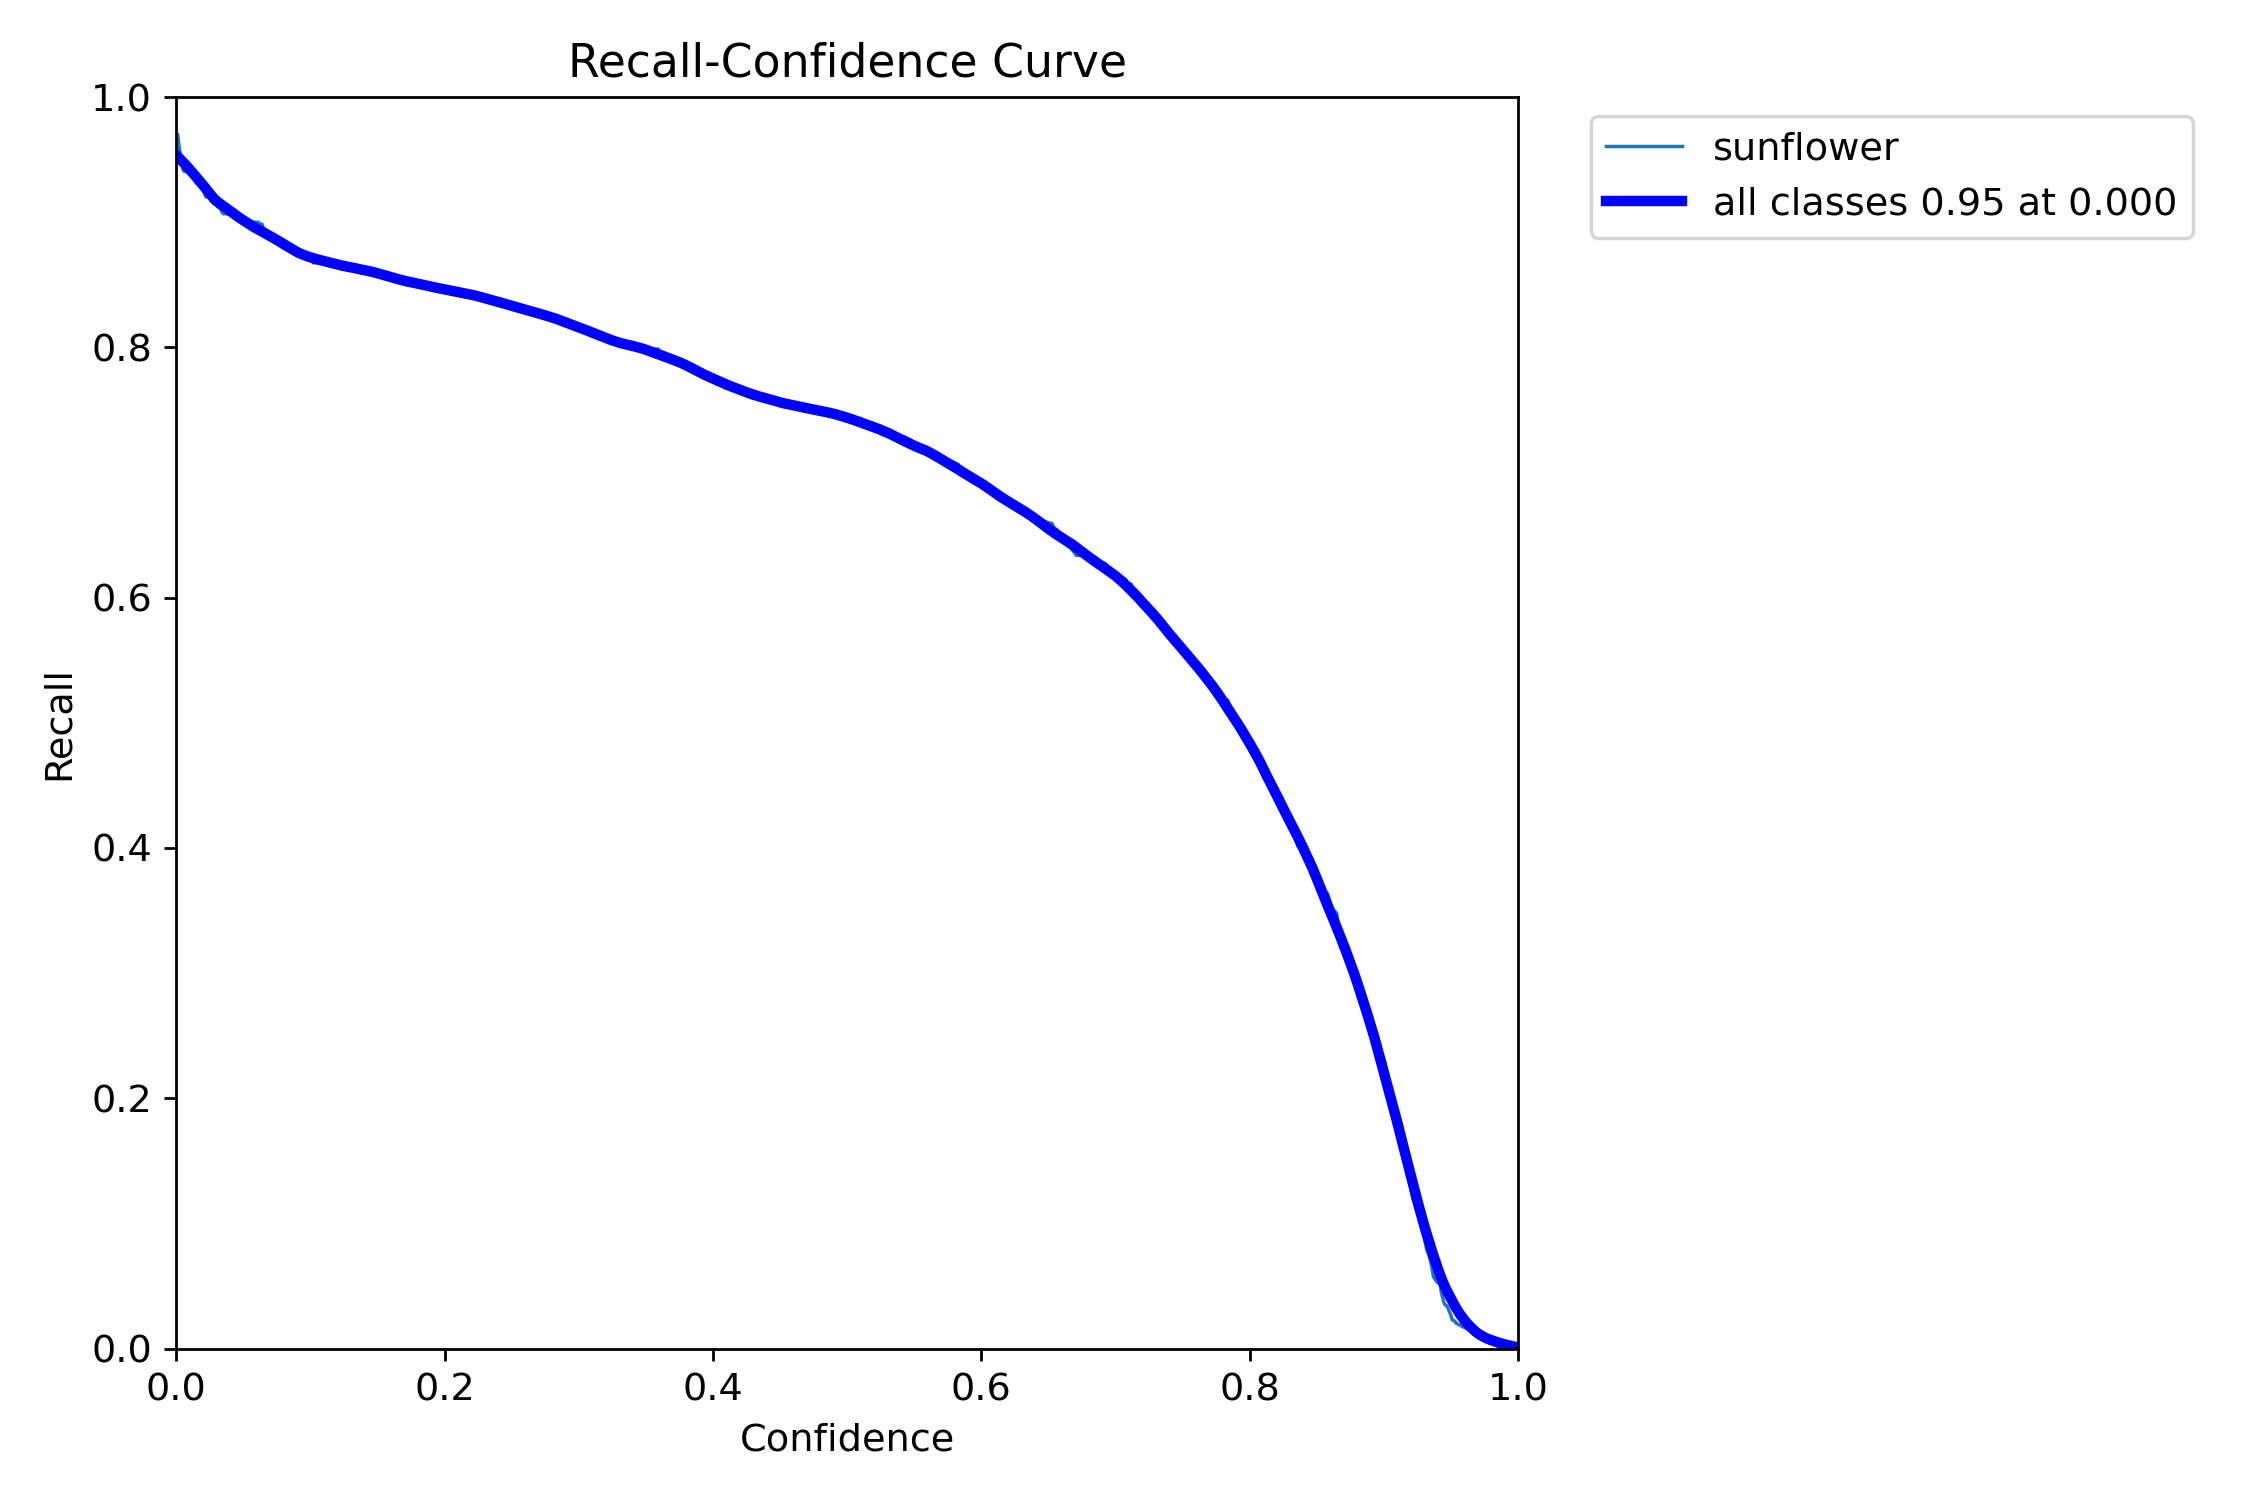 Recall-Confidence Curve
1.0
0.8
0.6
0.4
0.2
0.0
Recall
0.0 0.2 0.4 0.6 0.8 1.0
Confidence
sunflower
all classes 0.95 at 0.000